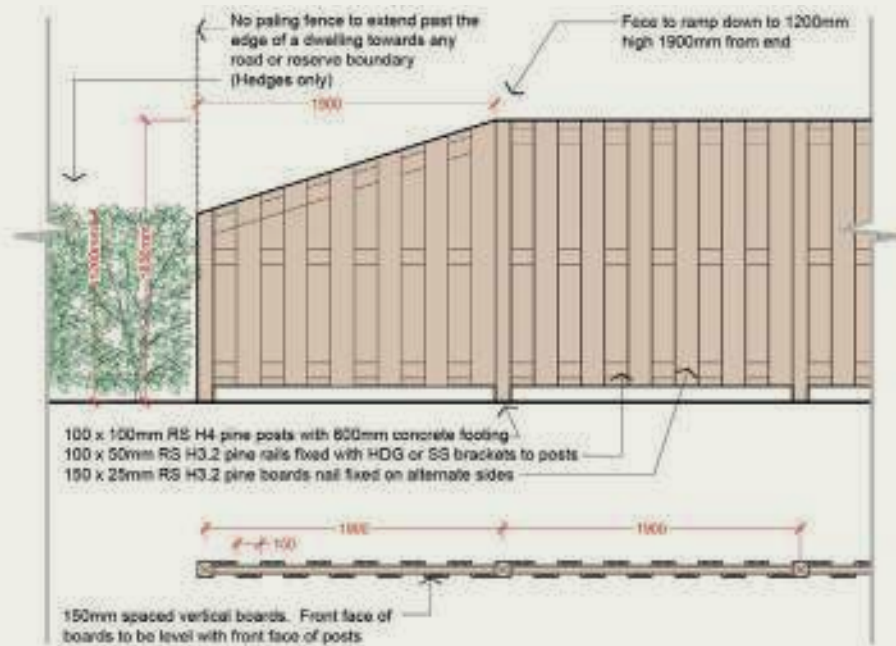 No paling fence to extend past the
edge of a dwelling towards any
road or reserve boundary
(Hedges only)
Fece to ramp down to 1200mm
high 1900mm from end
1900
1200mm
100 x 100mm RS H4 pine posts with 600mm concrete footing
100 x 50mm RS H3.2 pine rails fixed with HDG or SS brackets to posts
150 x 25mm RS H3.2 pine boards nail fixed on alternate sides
1900
1900
150mm spaced vertical boards. Front face of
boards to be level with front face of posts